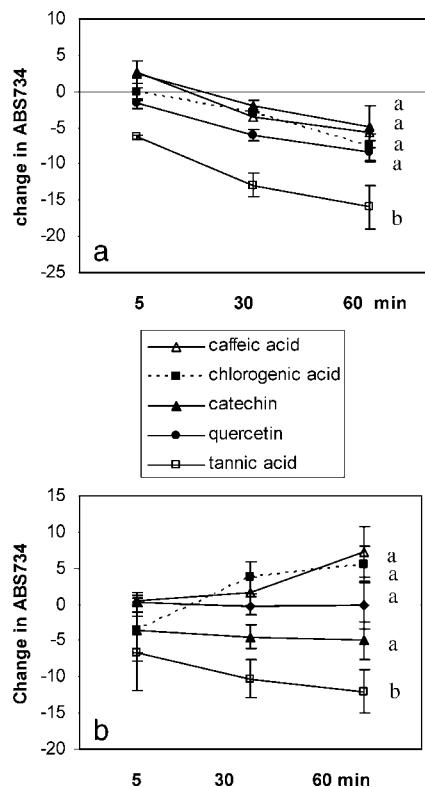 10
5
0
-5
-10
-15
-20
-25
change in ABS734
a
a
a
a
b
a
5 30 60 min
caffeic acid
chlorogenic acid
catechin
quercetin
tannic acid
15
10
5
0
-5
-10
-15
-20
Change in ABS734
a
a
a
a
b
b
5 30 60 min